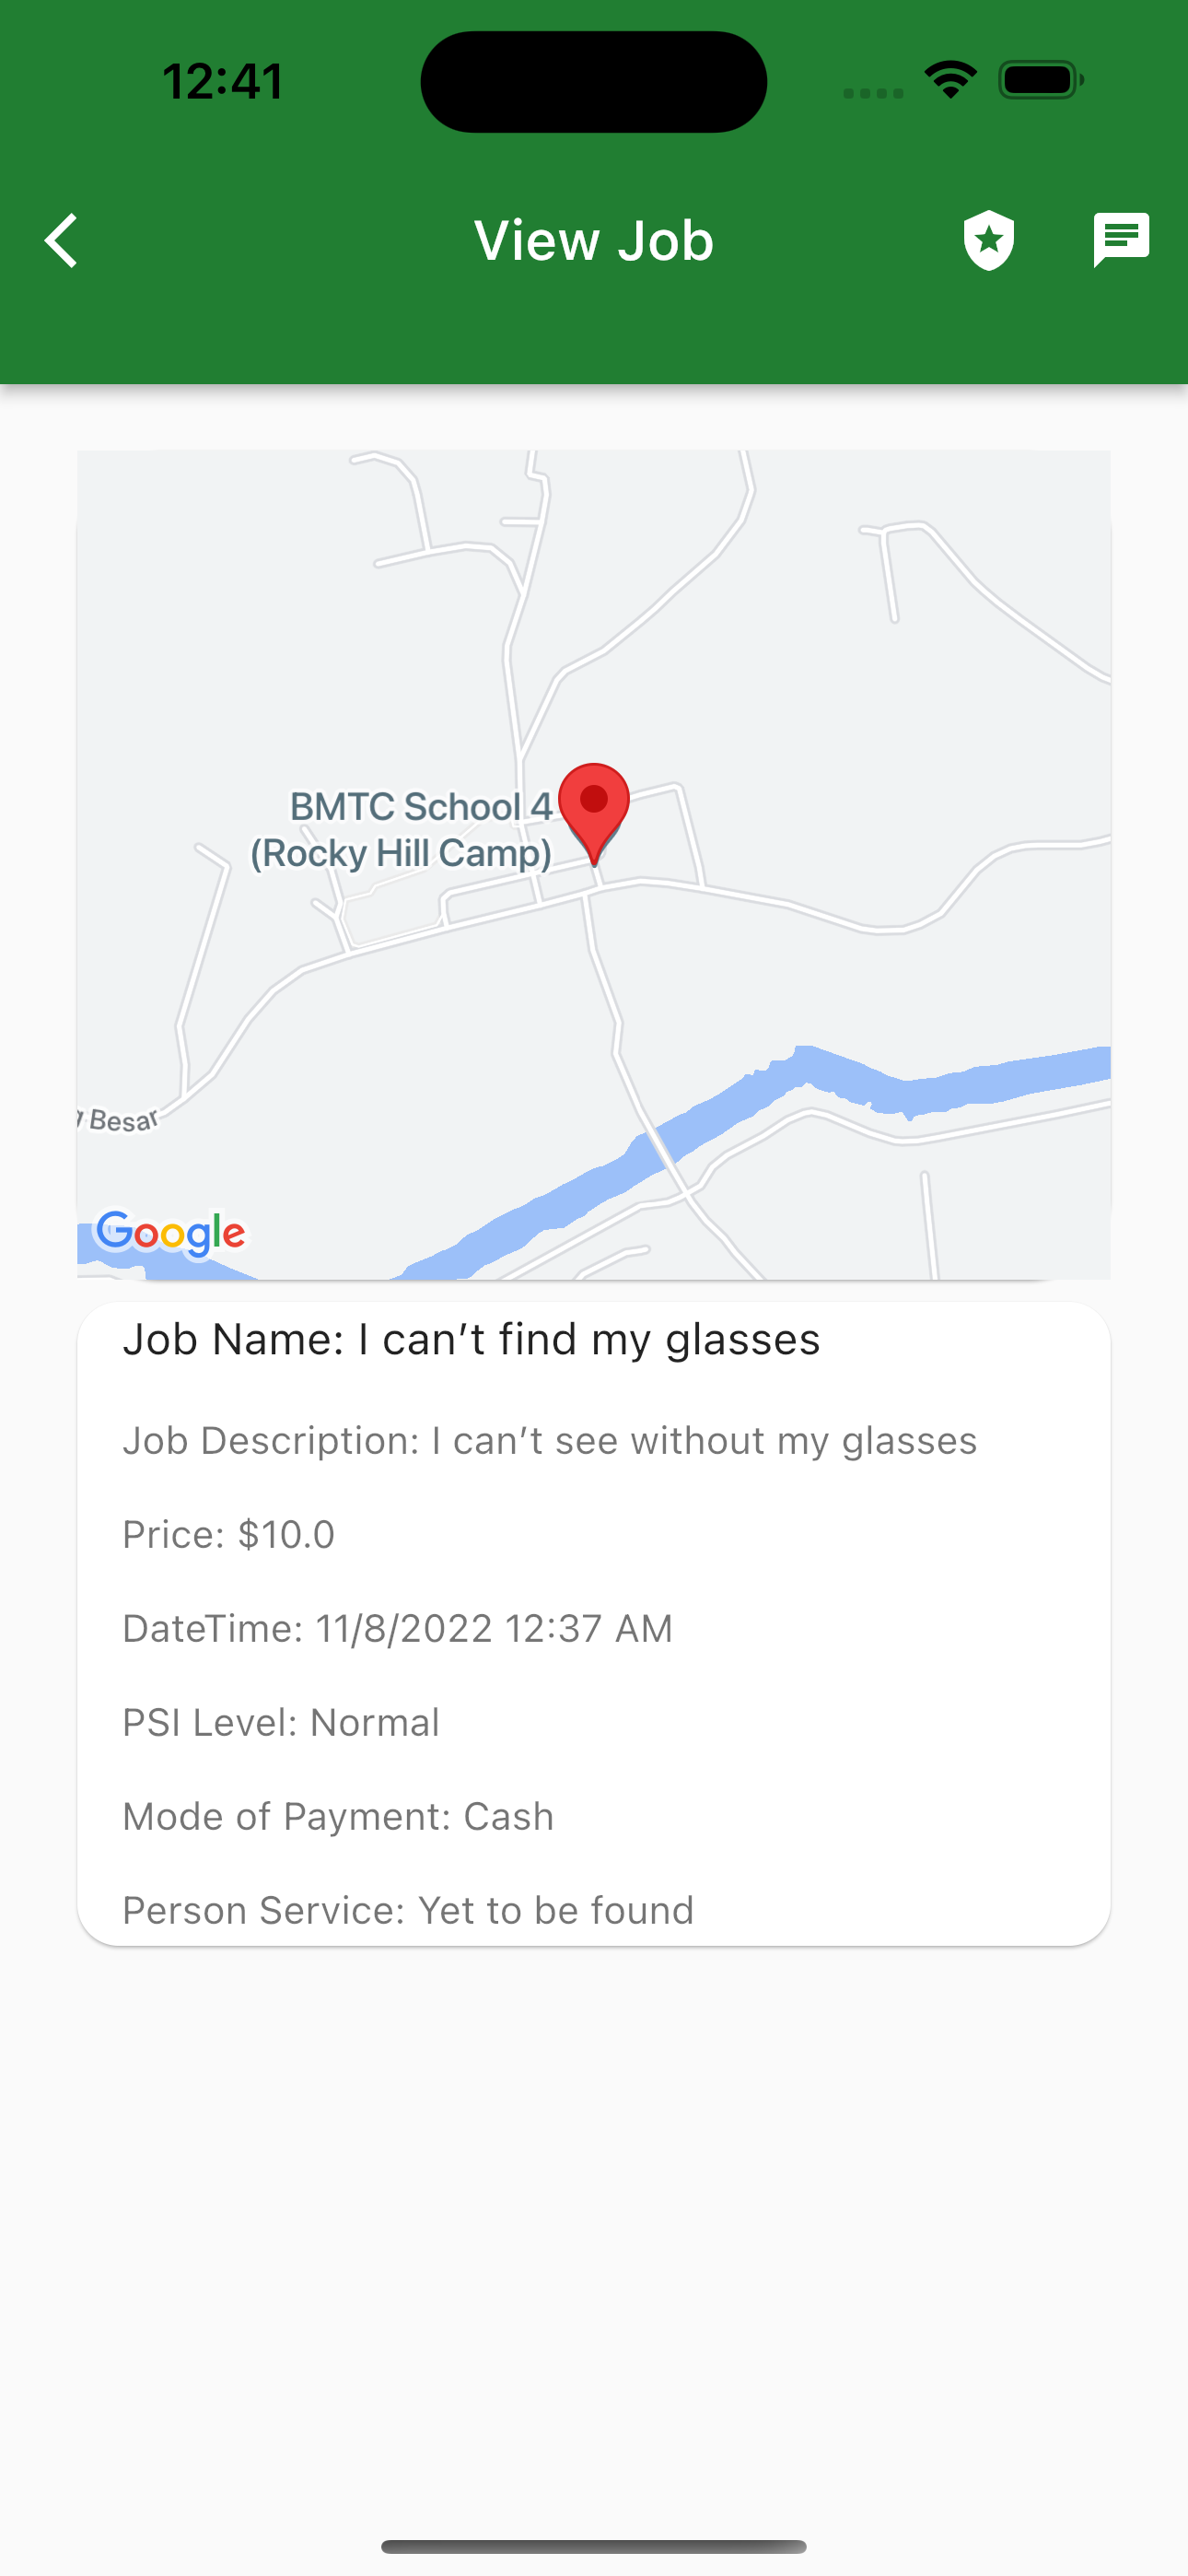 12:41
View Job
BMTC School 4
(Rocky Hill Camp)
Besar
Google
Job Name: I can’t find my glasses
Job Description: I can’t see without my glasses
Price: $10.0
DateTime: 11/8/2022 12:37 AM
PSI Level: Normal
Mode of Payment: Cash
Person Service: Yet to be found